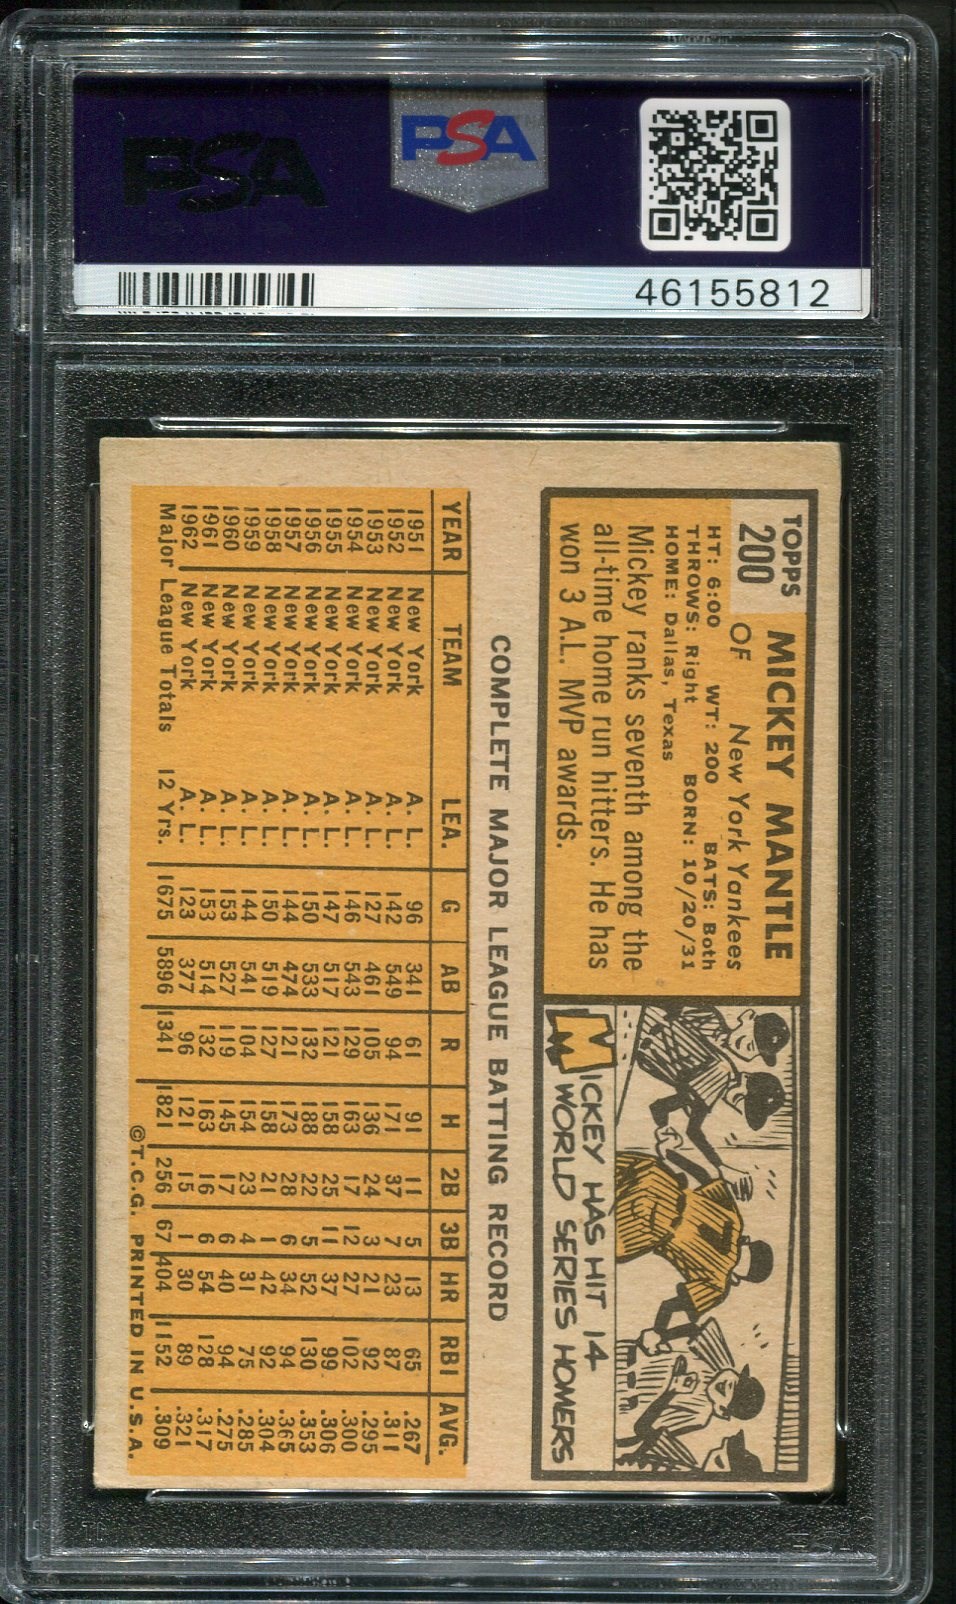 PSA
PSA
46155812
TOPPS
200
MICKEY MANTLE
OF New York Yankees
HT: 6:00 WT: 200 BATS: Both
THROWS: Right BORN: 10/20/31
HOME: Dallas, Texas
Mickey ranks seventh among the
all-time home run hitters. He has
won 3 A.L. MVP awards.
MICKEY HAS HIT 14
WORLD SERIES HOMERS
COMPLETE MAJOR LEAGUE BATTING RECORD
YEAR TEAM LEA. G AB R H 2B 3B HR RBI AVG.
1951 New York A. L. 96 341 61 91 11 5 13 65 .267
1952 New York A. L. 142 549 94 171 37 7 23 87 .311
1953 New York A. L. 127 461 105 136 24 3 21 92 .295
1954 New York A. L. 146 543 129 163 17 12 27 102 .300
1955 New York A. L. 147 517 121 158 25 11 37 99 .306
1956 New York A. L. 150 533 132 188 22 5 52 130 .353
1957 New York A. L. 144 474 121 173 28 6 34 94 .365
1958 New York A. L. 150 519 127 158 21 1 42 92 .304
1959 New York A. L. 144 541 104 154 23 4 31 75 .285
1960 New York A. L. 153 527 119 145 17 6 40 94 .275
1961 New York A. L. 153 514 132 163 16 6 54 128 .317
1962 New York A. L. 123 377 96 121 15 1 30 89 .321
Major League Totals 12 Yrs. 1675 5896 1341 1821 256 67 404 1152 .309
©T.C.G. PRINTED IN U.S.A.